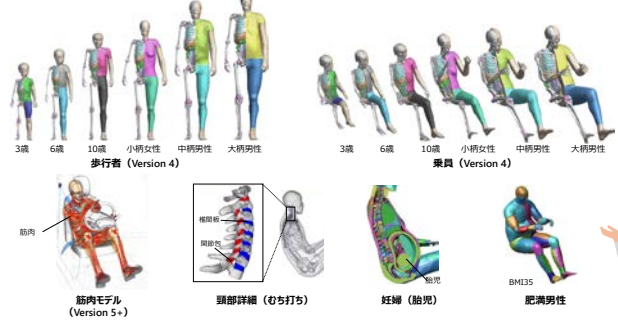 3歳 6歳 10歳 小柄女性 中柄男性 大柄男性
歩行者（Version 4）
3歳 6歳 10歳 小柄女性 中柄男性 大柄男性
乗員（Version 4）
筋肉
筋肉モデル
（Version 5+）
椎間板
関節包
頸部詳細（むち打ち）
胎児
妊婦（胎児）
BMI35
肥満男性